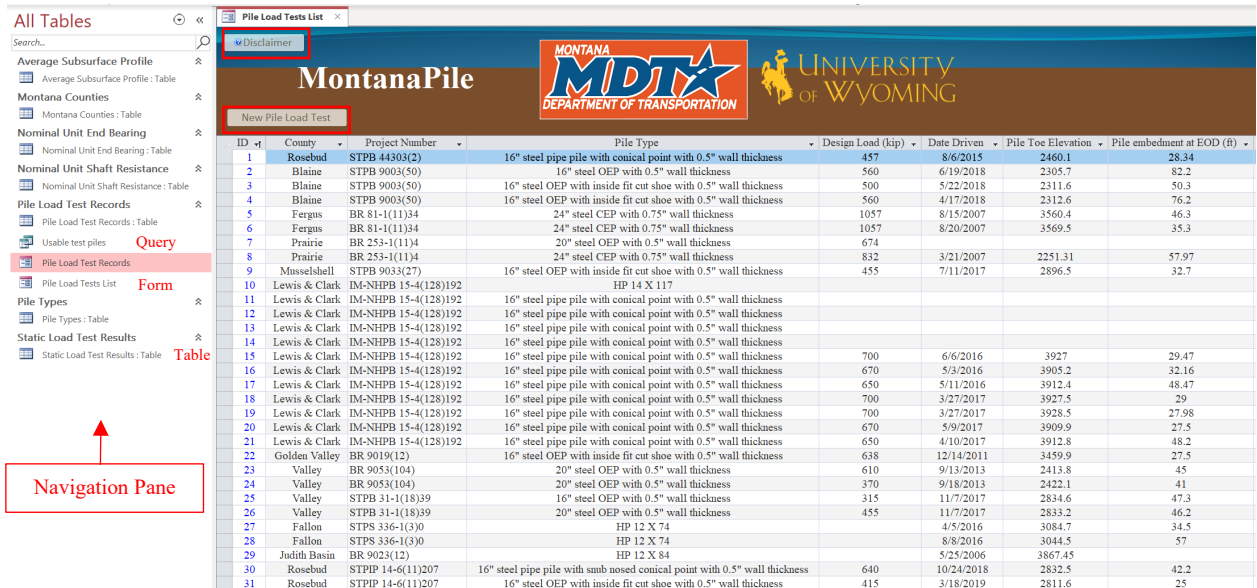 All Tables
Search...
Average Subsurface Profile
Average Subsurface Profile : Table
Montana Counties
Montana Counties : Table
Nominal Unit End Bearing
Nominal Unit End Bearing : Table
Nominal Unit Shaft Resistance
Nominal Unit Shaft Resistance : Table
Pile Load Test Records
Pile Load Test Records : Table
Usable test piles Query
Pile Load Test Records
Pile Load Tests List Form
Pile Types
Pile Types : Table
Static Load Test Results
Static Load Test Results : Table Table
Navigation Pane
Pile Load Tests List
Disclaimer
MontanaPile
MONTANA
MDT
DEPARTMENT OF TRANSPORTATION
UNIVERSITY
OF WYOMING
New Pile Load Test
ID County Project Number Pile Type Design Load (kip) Date Driven Pile Toe Elevation Pile embedment at EOD (ft)
1 Rosebud STPB 44303(2) 16" steel pipe pile with conical point with 0.5" wall thickness 457 8/6/2015 2460.1 28.34
2 Blaine STPB 9003(50) 16" steel OEP with 0.5" wall thickness 560 6/19/2018 2305.7 82.2
3 Blaine STPB 9003(50) 16" steel OEP with inside fit cut shoe with 0.5" wall thickness 500 5/22/2018 2311.6 50.3
4 Blaine STPB 9003(50) 16" steel OEP with inside fit cut shoe with 0.5" wall thickness 560 4/17/2018 2312.6 76.2
5 Fergus BR 81-1(11)34 24" steel CEP with 0.75" wall thickness 1057 8/15/2007 3560.4 46.3
6 Fergus BR 81-1(11)34 24" steel CEP with 0.75" wall thickness 1057 8/20/2007 3569.5 35.3
7 Prairie BR 253-1(11)4 20" steel OEP with 0.5" wall thickness 674
8 Prairie BR 253-1(11)4 24" steel CEP with 0.75" wall thickness 832 3/21/2007 2251.31 57.97
9 Musselshell STPB 9033(27) 16" steel OEP with inside fit cut shoe with 0.5" wall thickness 455 7/11/2017 2896.5 32.7
10 Lewis & Clark IM-NHPB 15-4(128)192 HP 14 X 117
11 Lewis & Clark IM-NHPB 15-4(128)192 16" steel pipe pile with conical point with 0.5" wall thickness
12 Lewis & Clark IM-NHPB 15-4(128)192 16" steel pipe pile with conical point with 0.5" wall thickness
13 Lewis & Clark IM-NHPB 15-4(128)192 16" steel pipe pile with conical point with 0.5" wall thickness
14 Lewis & Clark IM-NHPB 15-4(128)192 16" steel pipe pile with conical point with 0.5" wall thickness
15 Lewis & Clark IM-NHPB 15-4(128)192 16" steel pipe pile with conical point with 0.5" wall thickness 700 6/6/2016 3927 29.47
16 Lewis & Clark IM-NHPB 15-4(128)192 16" steel pipe pile with conical point with 0.5" wall thickness 670 5/3/2016 3905.2 32.16
17 Lewis & Clark IM-NHPB 15-4(128)192 16" steel pipe pile with conical point with 0.5" wall thickness 650 5/11/2016 3912.4 48.47
18 Lewis & Clark IM-NHPB 15-4(128)192 16" steel pipe pile with conical point with 0.5" wall thickness 700 3/27/2017 3927.5 29
19 Lewis & Clark IM-NHPB 15-4(128)192 16" steel pipe pile with conical point with 0.5" wall thickness 700 3/27/2017 3928.5 27.98
20 Lewis & Clark IM-NHPB 15-4(128)192 16" steel pipe pile with conical point with 0.5" wall thickness 670 5/9/2017 3909.9 27.5
21 Lewis & Clark IM-NHPB 15-4(128)192 16" steel pipe pile with conical point with 0.5" wall thickness 650 4/10/2017 3912.8 48.2
22 Golden Valley BR 9019(12) 16" steel OEP with inside fit cut shoe with 0.5" wall thickness 638 12/14/2011 3459.9 27.5
23 Valley BR 9053(104) 20" steel OEP with 0.5" wall thickness 610 9/13/2013 2413.8 45
24 Valley BR 9053(104) 20" steel OEP with 0.5" wall thickness 370 9/18/2013 2422.1 41
25 Valley STPB 31-1(18)39 16" steel OEP with 0.5" wall thickness 315 11/7/2017 2834.6 47.3
26 Valley STPB 31-1(18)39 20" steel OEP with 0.5" wall thickness 455 11/7/2017 2833.2 46.2
27 Fallon STPS 336-1(3)0 HP 12 X 74 4/5/2016 3084.7 34.5
28 Fallon STPS 336-1(3)0 HP 12 X 74 8/8/2016 3044.5 57
29 Judith Basin BR 9023(12) HP 12 X 84 5/25/2006 3867.45
30 Rosebud STPIP 14-6(11)207 16" steel pipe pile with snub nosed conical point with 0.5" wall thickness 640 10/24/2018 2832.5 42.2
31 Rosebud STPIP 14-6(11)207 16" steel OEP with inside fit cut shoe with 0.5" wall thickness 415 3/18/2019 2811.6 25